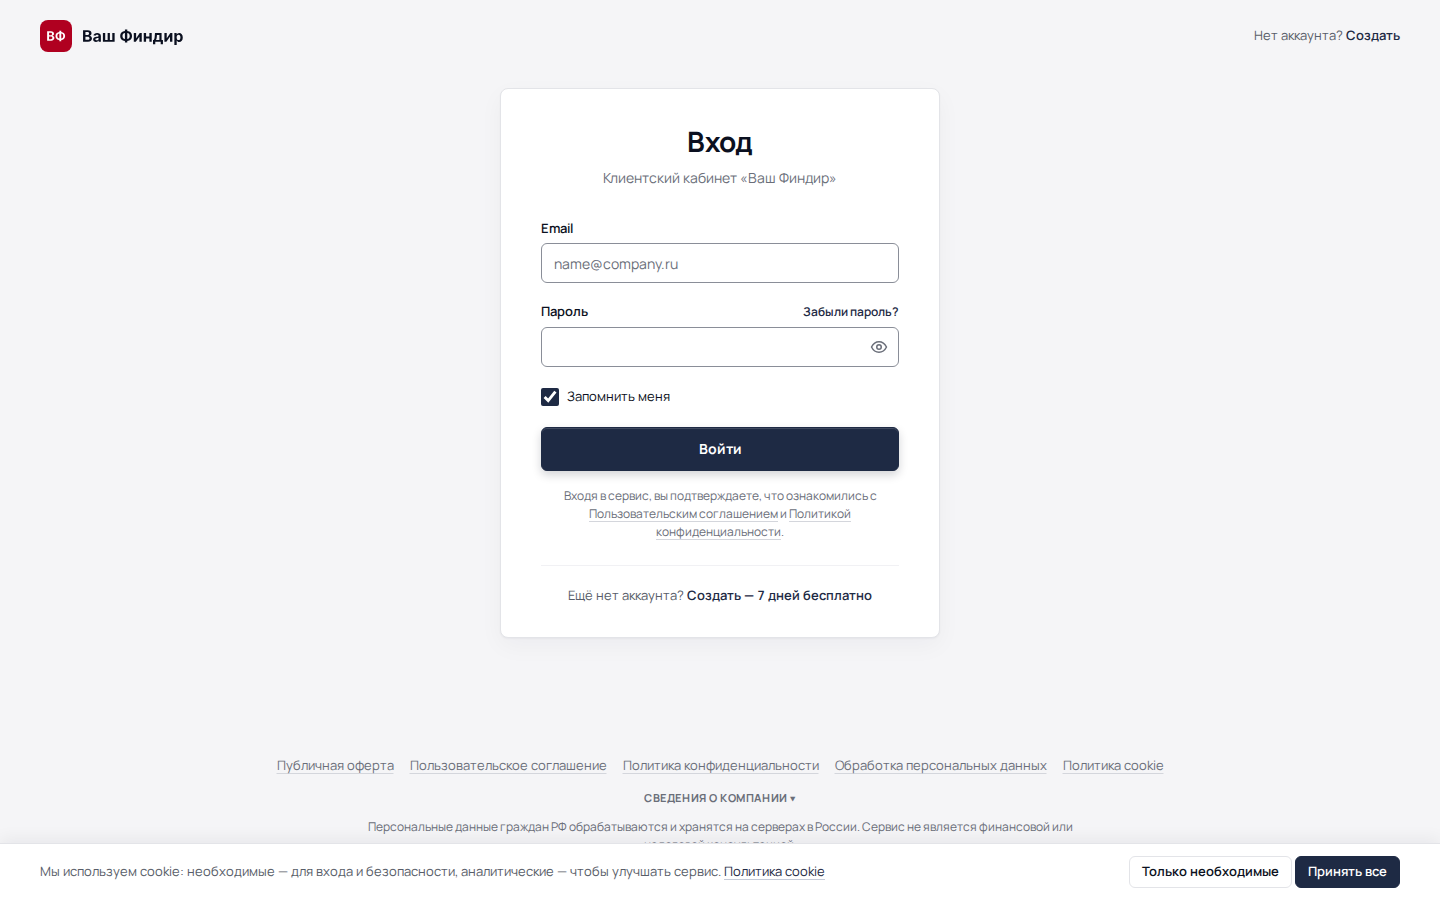 ВФ Ваш Финдир
Нет аккаунта? Создать
Вход
Клиентский кабинет «Ваш Финдир»
Email
name@company.ru
Пароль
Забыли пароль?
Запомнить меня
Войти
Входя в сервис, вы подтверждаете, что ознакомились с
Пользовательским соглашением и Политикой
конфиденциальности.
Ещё нет аккаунта? Создать — 7 дней бесплатно
Публичная оферта Пользовательское соглашение Политика конфиденциальности Обработка персональных данных Политика cookie
СВЕДЕНИЯ О КОМПАНИИ ▾
Персональные данные граждан РФ обрабатываются и хранятся на серверах в России. Сервис не является финансовой или
Мы используем cookie: необходимые — для входа и безопасности, аналитические — чтобы улучшать сервис. Политика cookie
Только необходимые
Принять все